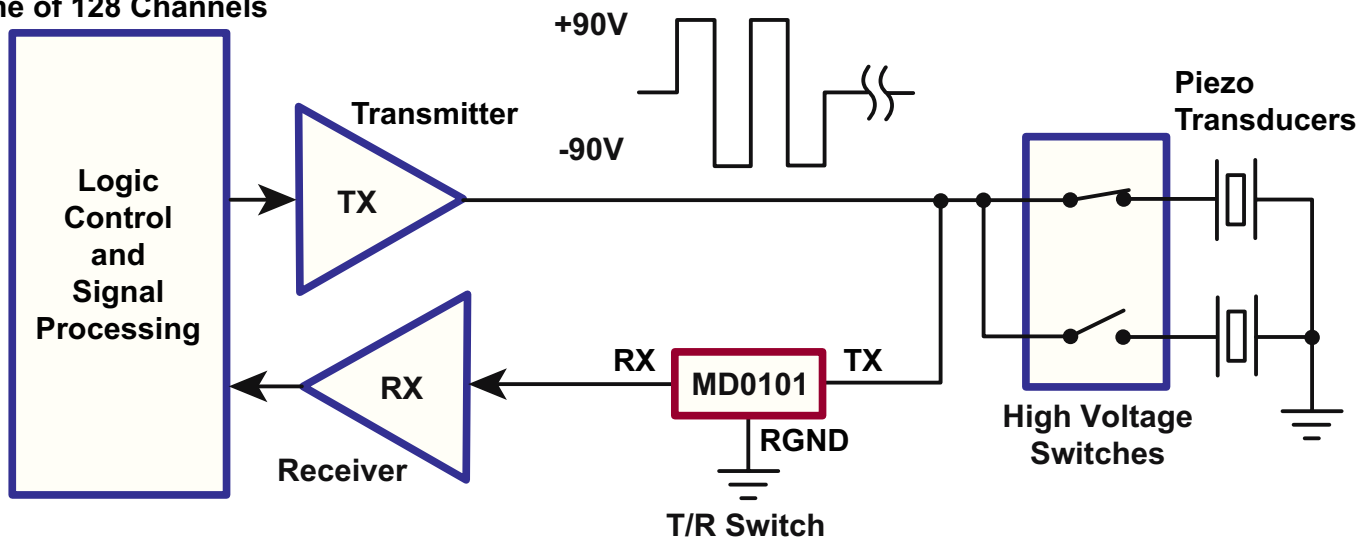 of 128 Channels
Logic
Control
and
Signal
Processing
Transmitter
TX
+90V
-90V
Piezo
Transducers
RX
Receiver
RX
MD0101
TX
RGND
T/R Switch
High Voltage
Switches